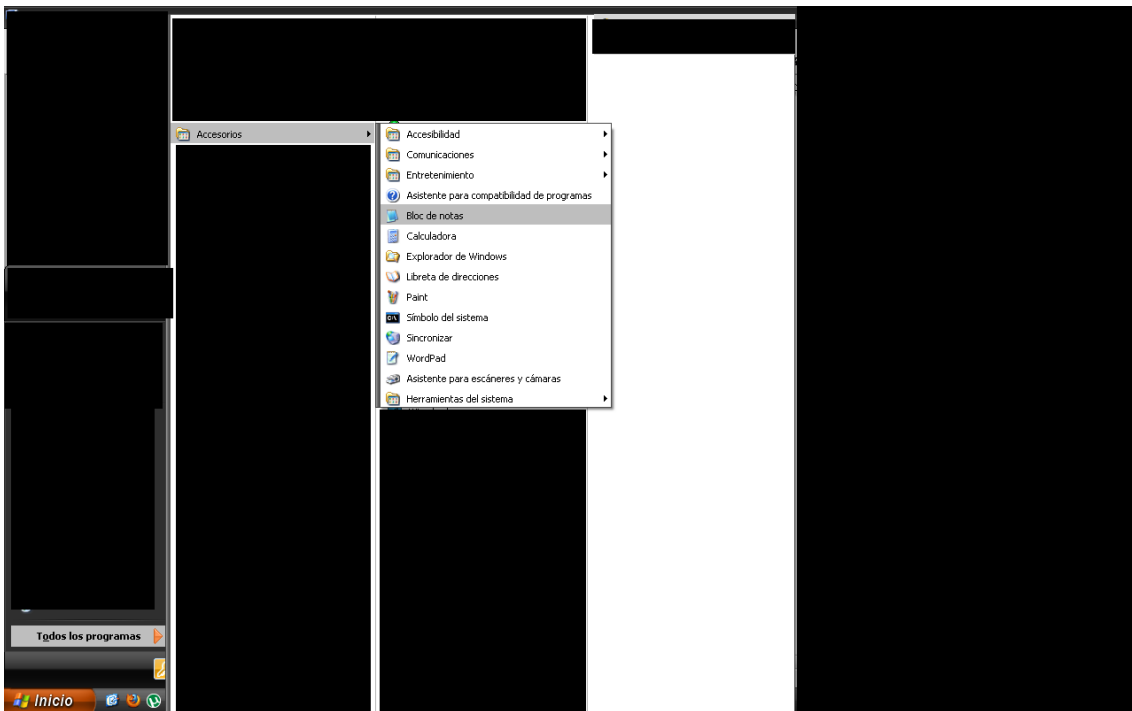 Accesorios
Accesibilidad
Comunicaciones
Entretenimiento
Asistente para compatibilidad de programas
Bloc de notas
Calculadora
Explorador de Windows
Libreta de direcciones
Paint
Símbolo del sistema
Sincronizar
WordPad
Asistente para escáneres y cámaras
Herramientas del sistema
Todos los programas
Inicio